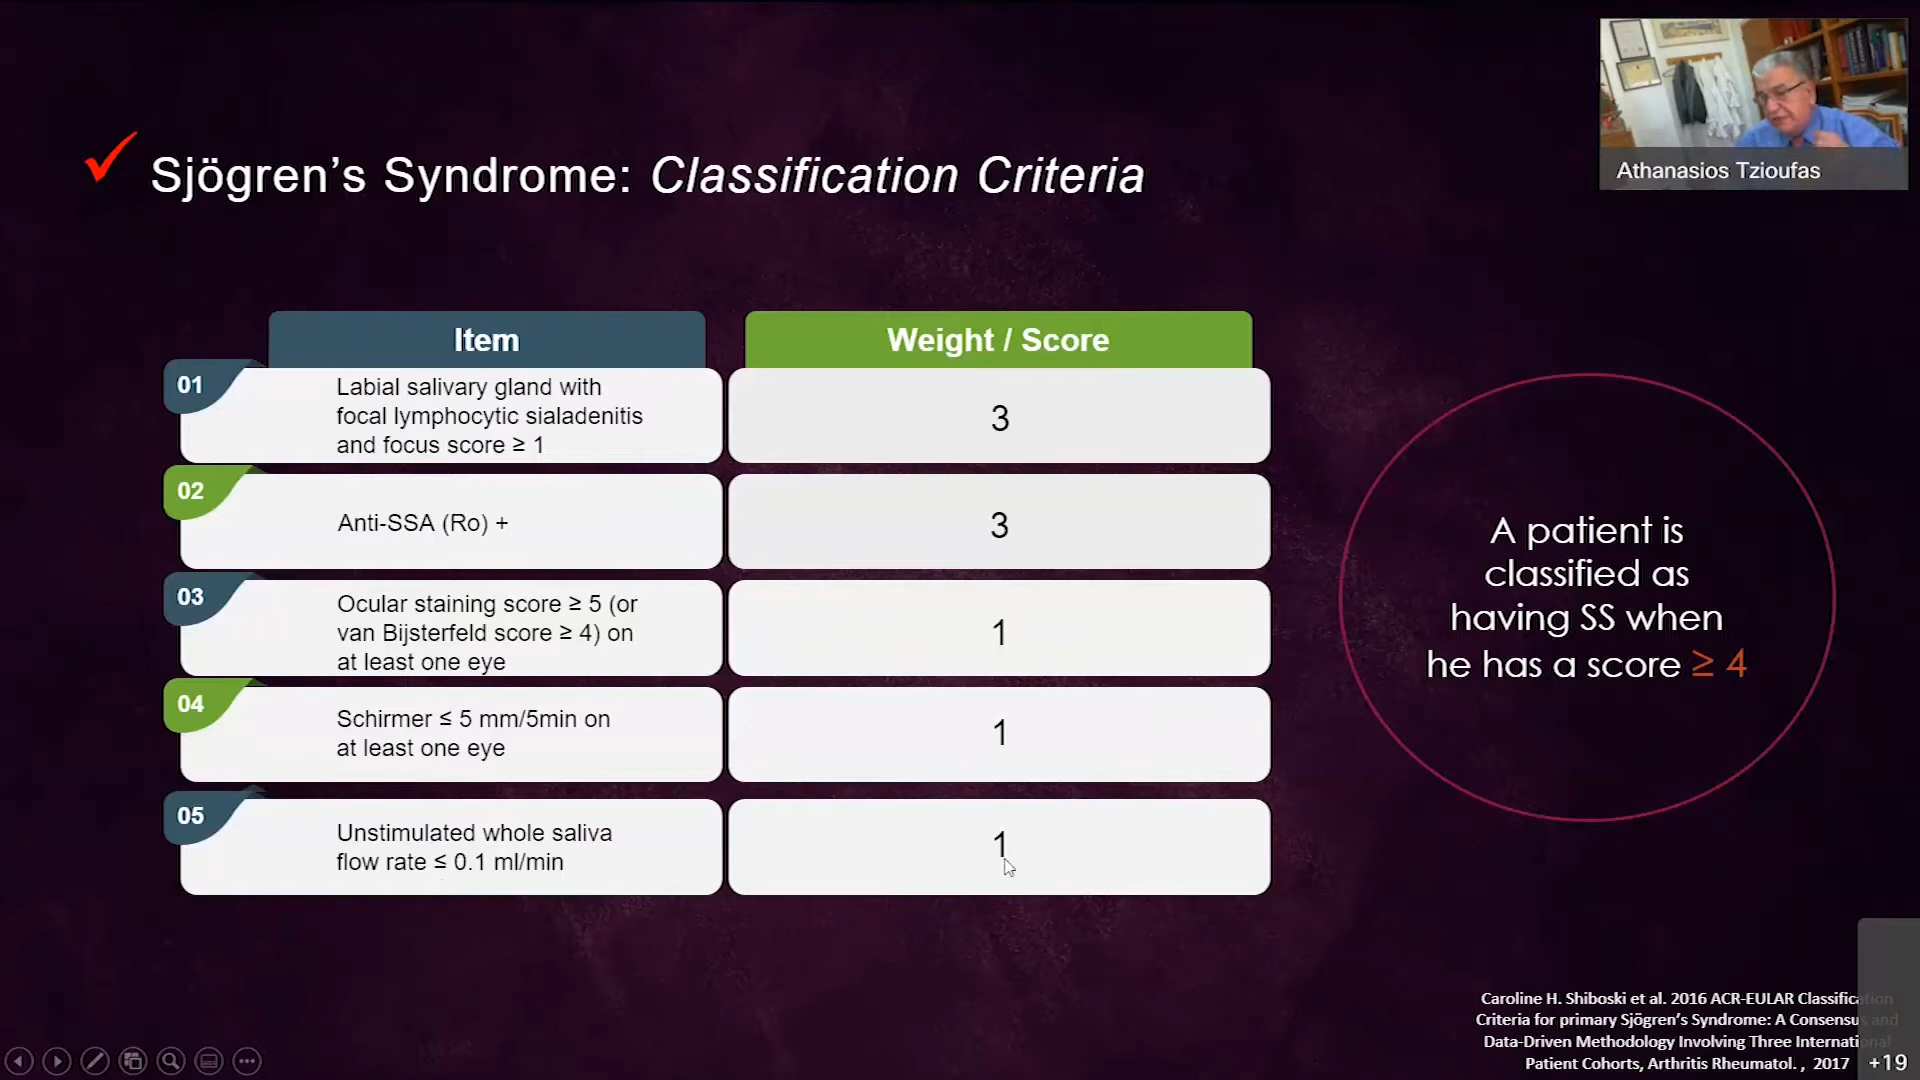 Athanasios Tzioufas
Sjögren's Syndrome: Classification Criteria
Item
Weight / Score
01
Labial salivary gland with
focal lymphocytic sialadenitis
and focus score ≥ 1
3
02
Anti-SSA (Ro) +
3
03
Ocular staining score ≥ 5 (or
van Bijsterfeld score ≥ 4) on
at least one eye
1
04
Schirmer ≤ 5 mm/5min on
at least one eye
1
05
Unstimulated whole saliva
flow rate ≤ 0.1 ml/min
1
A patient is
classified as
having SS when
he has a score ≥ 4
Caroline H. Shiboski et al. 2016 ACR-EULAR Classification
Criteria for primary Sjögren's Syndrome: A Consensus and
Data-Driven Methodology Involving Three International
Patient Cohorts, Arthritis Rheumatol. , 2017
+19